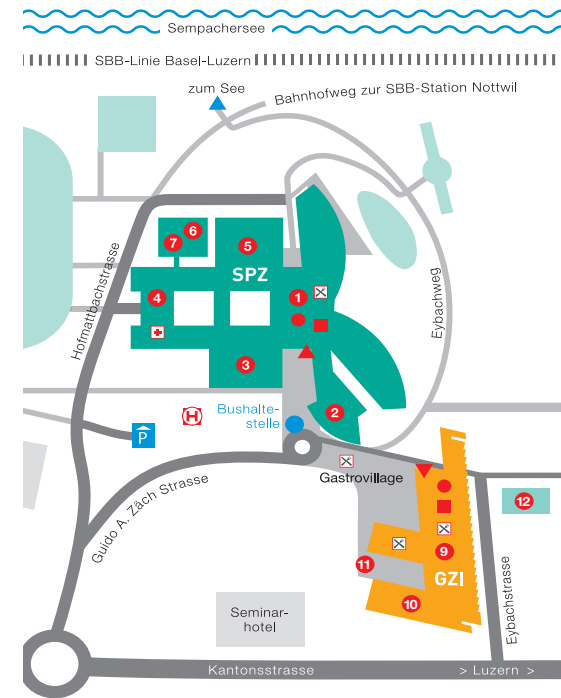 Sempachersee
SBB-Linie Basel-Luzern
zum See
Bahnhofweg zur SBB-Station Nottwil
6
7
5
SPZ
4
1
3
2
Hofmattbachstrasse
Eybachweg
H
P
Bushalte-
stelle
Gastrovillage
Guido A. Zäch Strasse
12
9
11
GZI
10
Eybachstrasse
Seminar-
hotel
Kantonsstrasse
> Luzern >